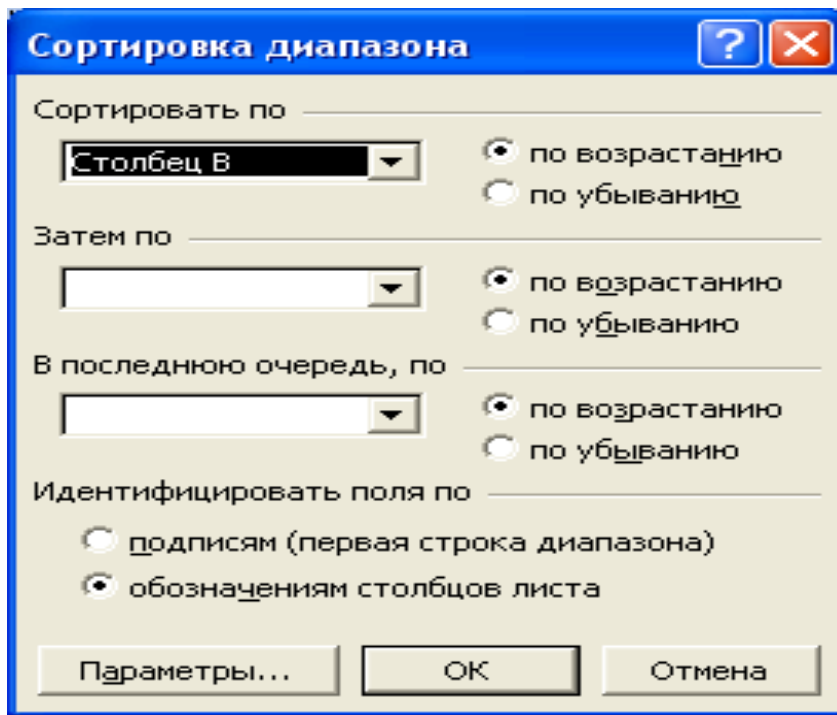 Сортировка диапазона
?
Сортировать по
Столбец B
по возрастанию
по убыванию
Затем по
по возрастанию
по убыванию
В последнюю очередь, по
по возрастанию
по убыванию
Идентифицировать поля по
подписям (первая строка диапазона)
обозначениям столбцов листа
Параметры...
ОК
Отмена